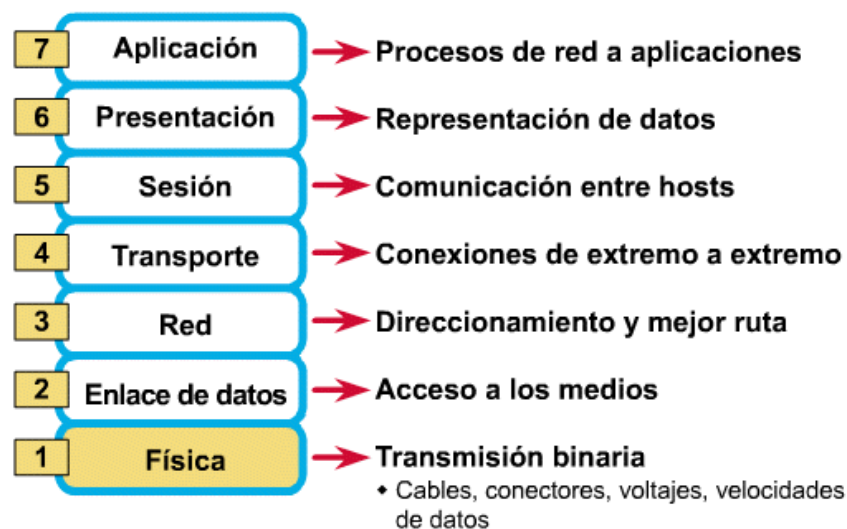 7 Aplicación Procesos de red a aplicaciones
6 Presentación Representación de datos
5 Sesión Comunicación entre hosts
4 Transporte Conexiones de extremo a extremo
3 Red Direccionamiento y mejor ruta
2 Enlace de datos Acceso a los medios
1 Física Transmisión binaria
Cables, conectores, voltajes, velocidades
de datos